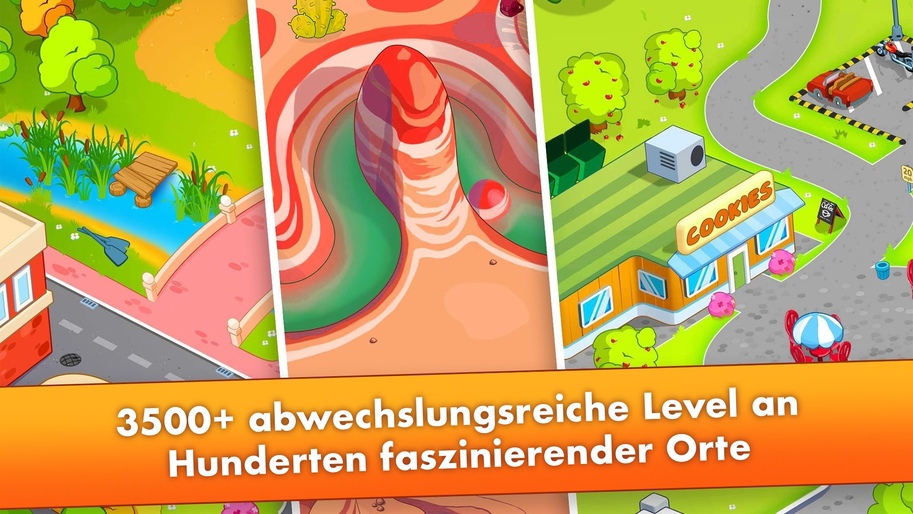 COOKIES
3500+ abwechslungsreiche Level an
Hunderten faszinierender Orte